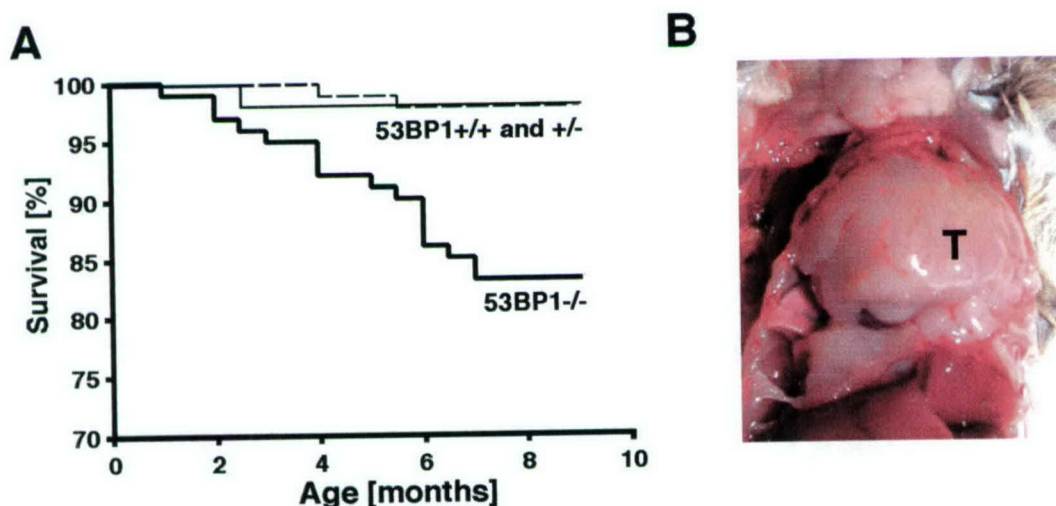 A
B
Survival [%]
100
95
90
85
80
75
70
53BP1+/+ and +/-
53BP1-/-
T
0 2 4 6 8 10
Age [months]